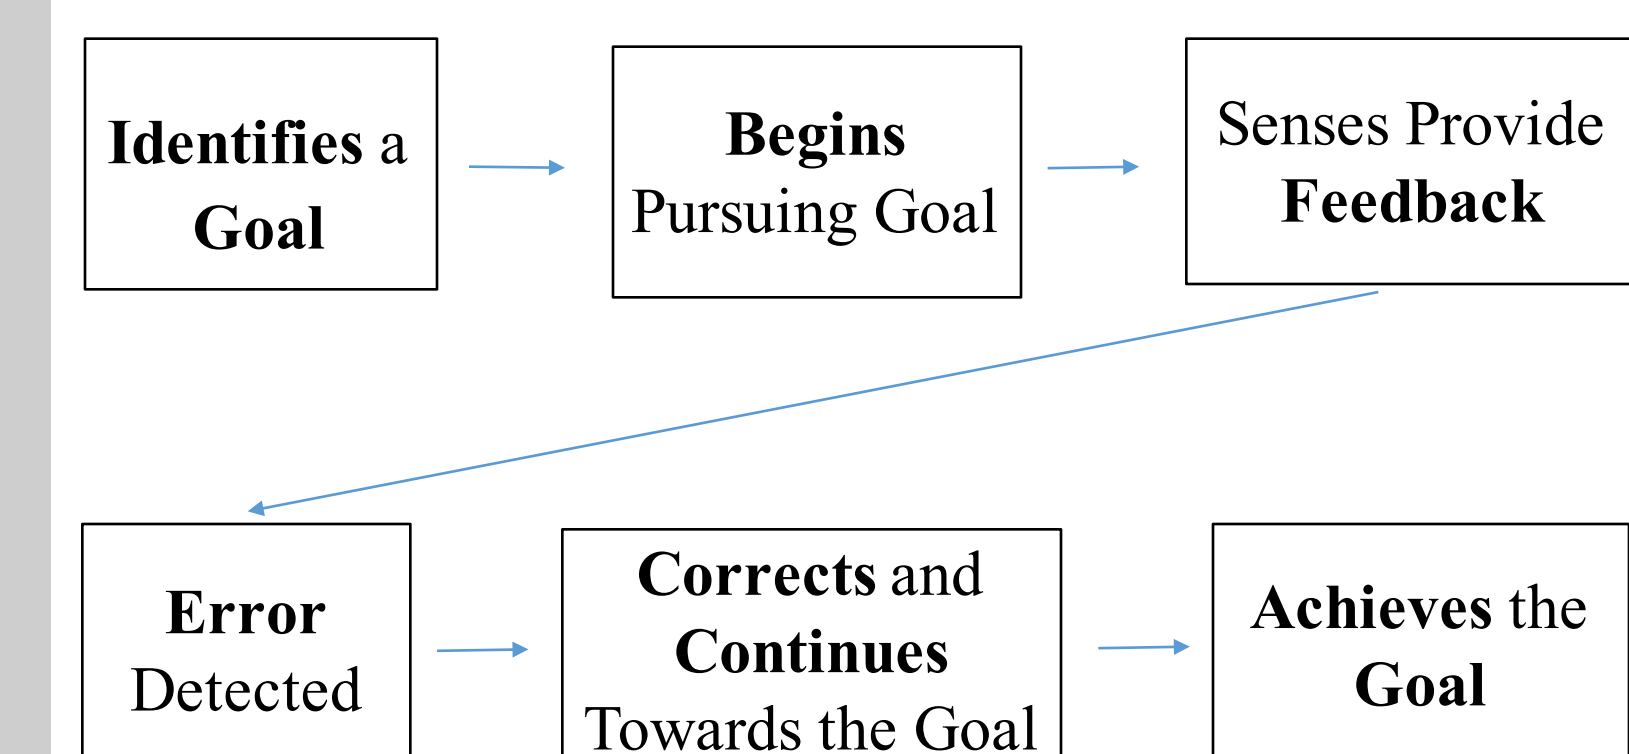 Identifies a
Goal
Begins
Pursuing Goal
Senses Provide
Feedback
Error
Detected
Corrects and
Continues
Towards the Goal
Achieves the
Goal